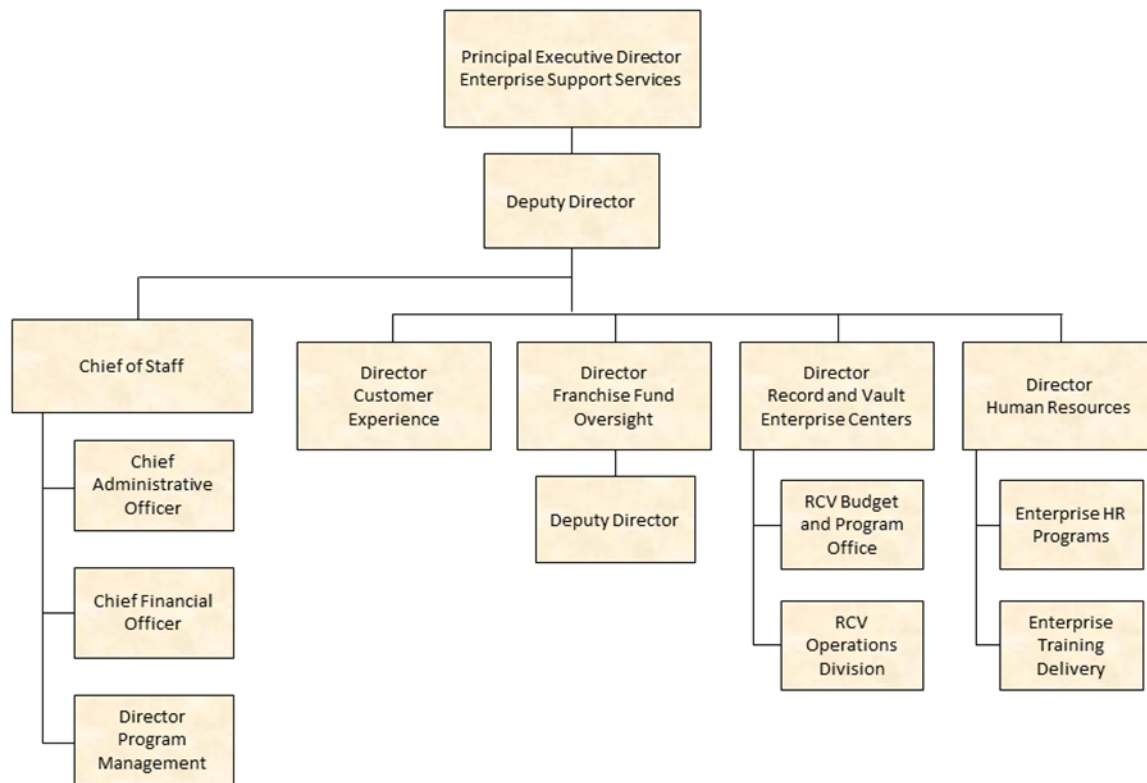 Principal Executive Director
Enterprise Support Services
Deputy Director
Chief of Staff
Director
Customer
Experience
Director
Franchise Fund
Oversight
Director
Record and Vault
Enterprise Centers
Director
Human Resources
Chief
Administrative
Officer
Chief Financial
Officer
Director
Program
Management
Deputy Director
RCV Budget
and Program
Office
RCV
Operations
Division
Enterprise HR
Programs
Enterprise
Training
Delivery